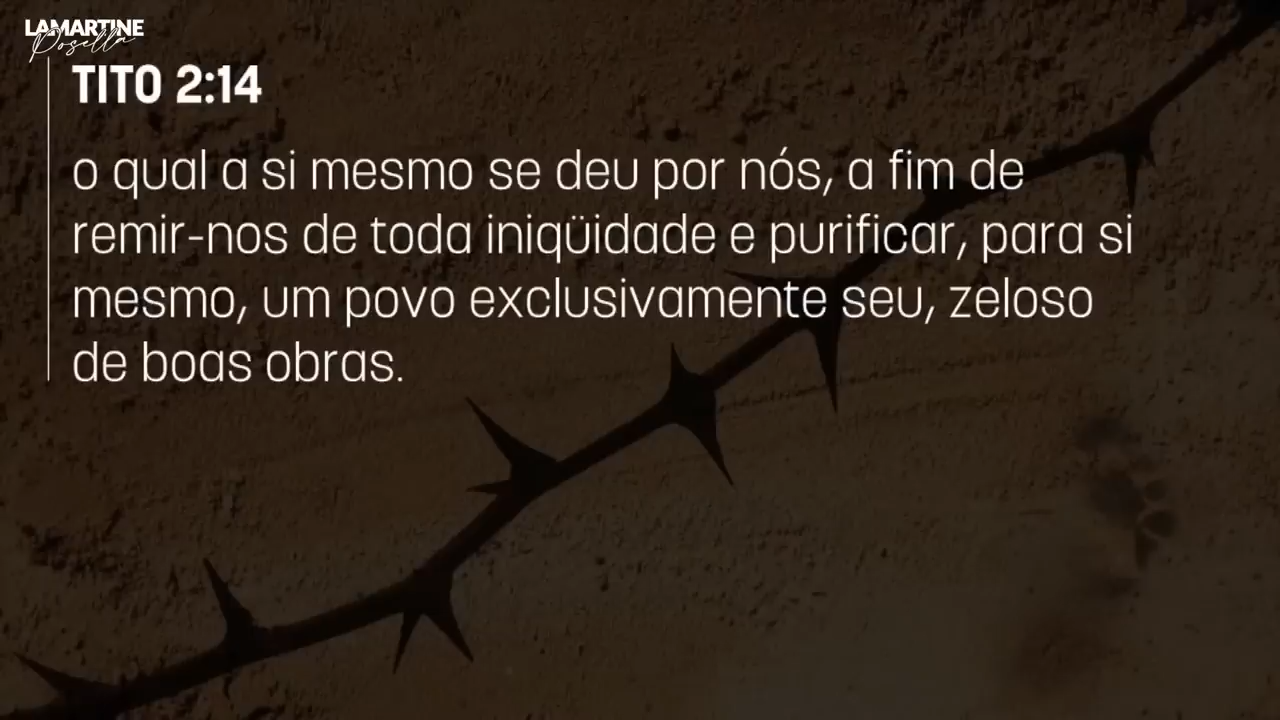 LAMARTINE
Posella
TITO 2:14
o qual a si mesmo se deu por nós, a fim de
remir-nos de toda iniqüidade e purificar, para si
mesmo, um povo exclusivamente seu, zeloso
de boas obras.